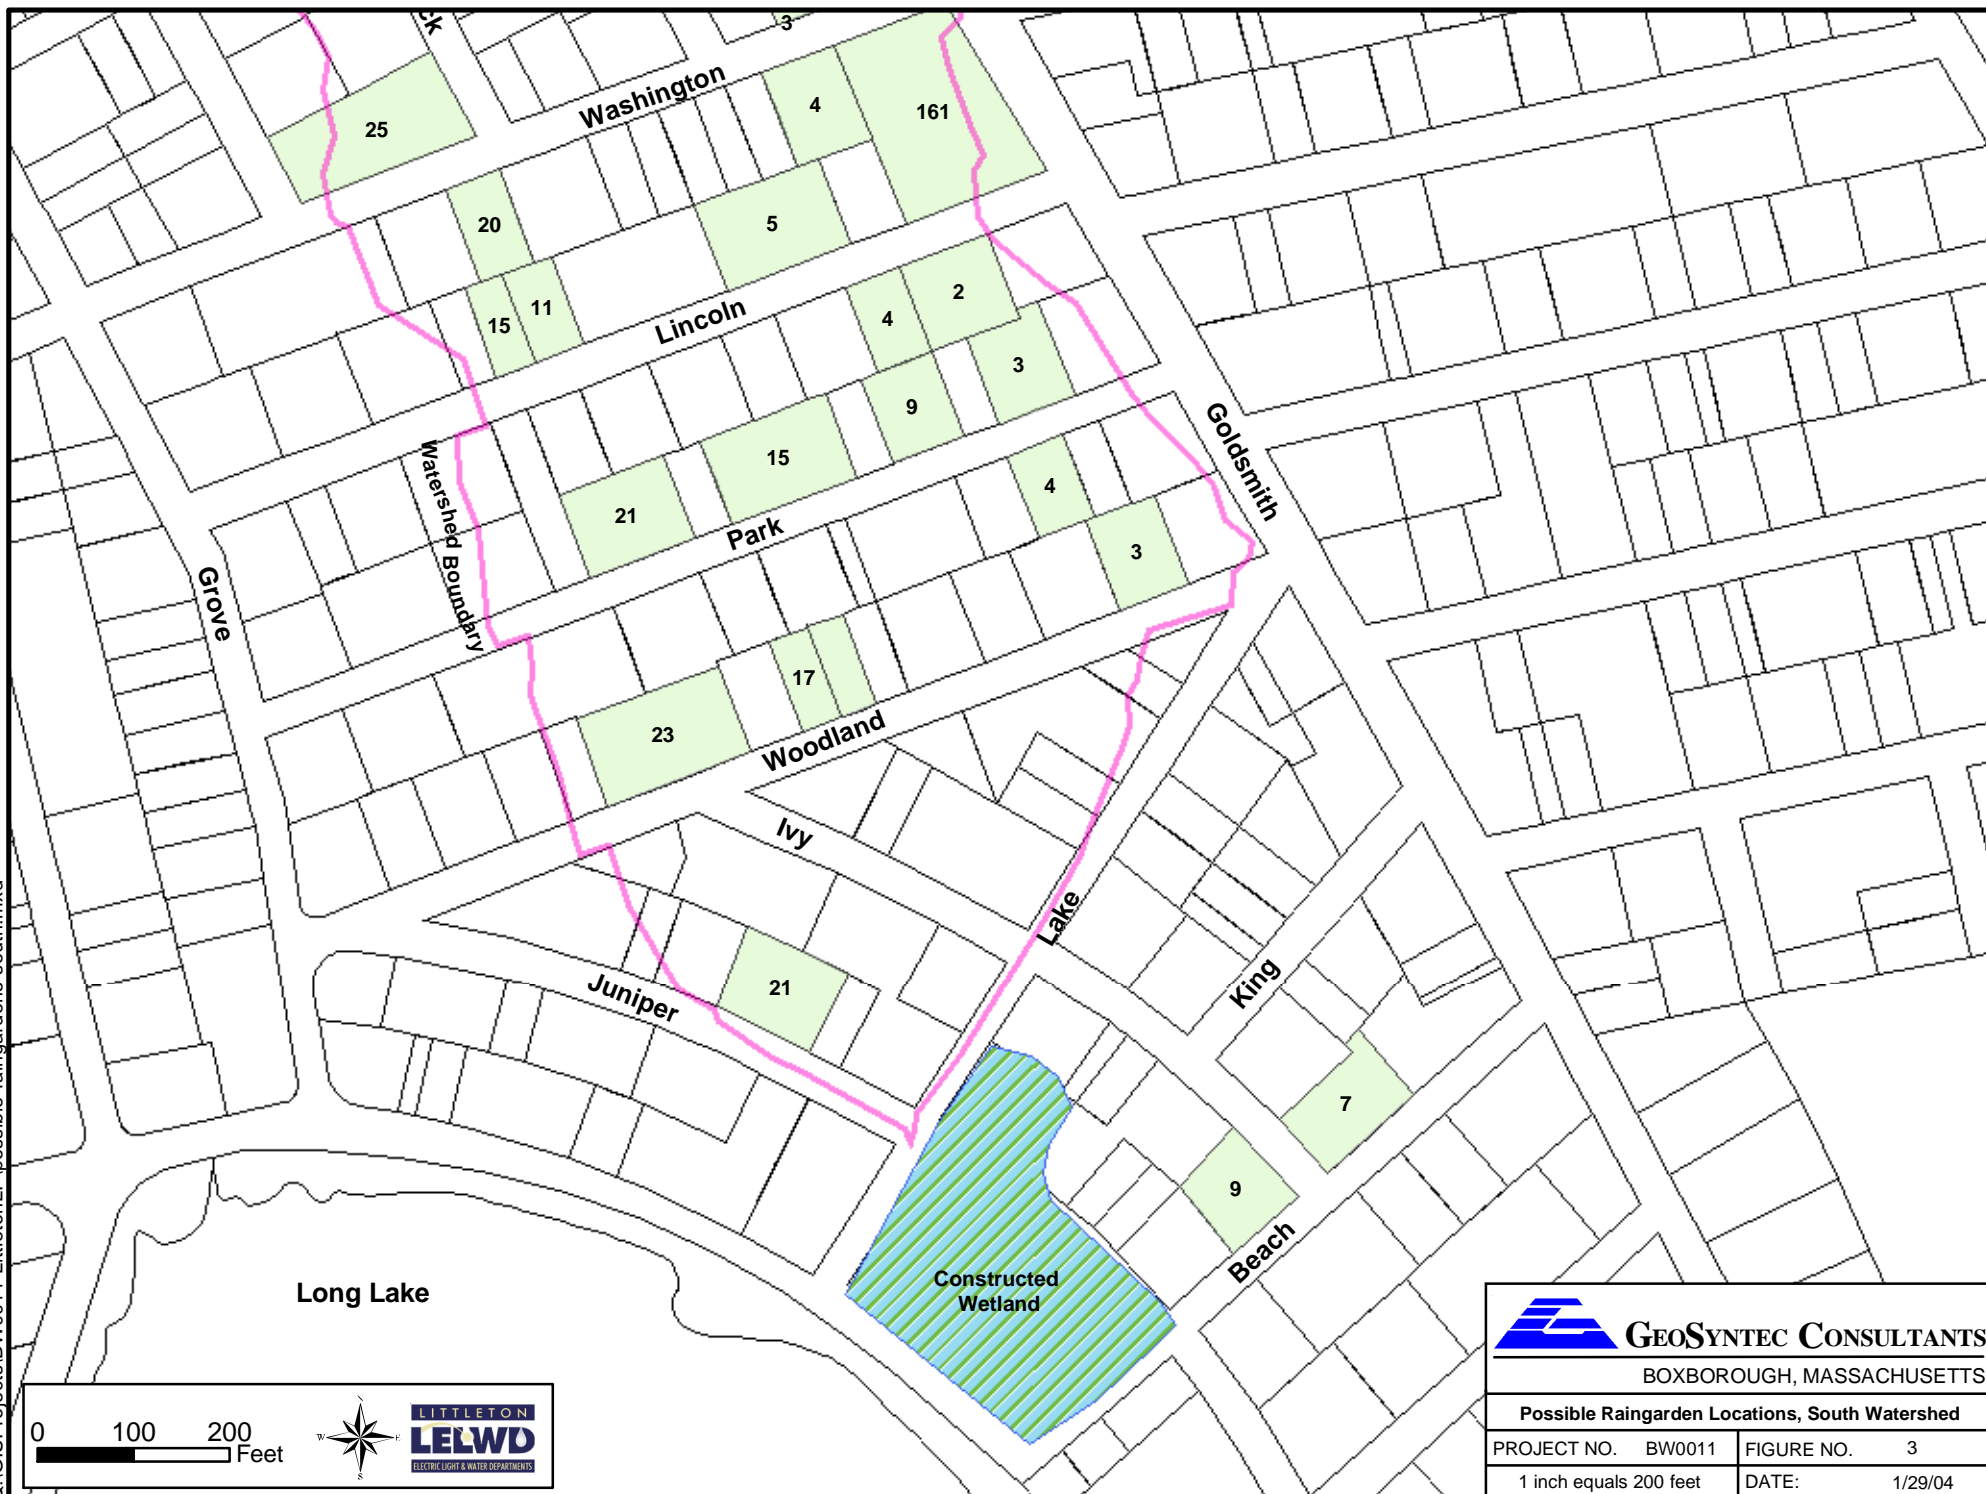 ck
3
Washington
4
161
25
20
5
15
11
Lincoln
4
2
3
9
15
21
Park
4
3
Goldsmith
Watershed Boundary
Grove
17
23
Woodland
Ivy
Lake
King
21
Juniper
7
9
Beach
Constructed
Wetland
Long Lake
0 100 200
Feet
N
W E
S
LITTLETON
LELWD
ELECTRIC LIGHT & WATER DEPARTMENTS
GEOSYNTEC CONSULTANTS
BOXBOROUGH, MASSACHUSETTS
Possible Raingarden Locations, South Watershed
PROJECT NO. BW0011 FIGURE NO. 3
1 inch equals 200 feet DATE: 1/29/04